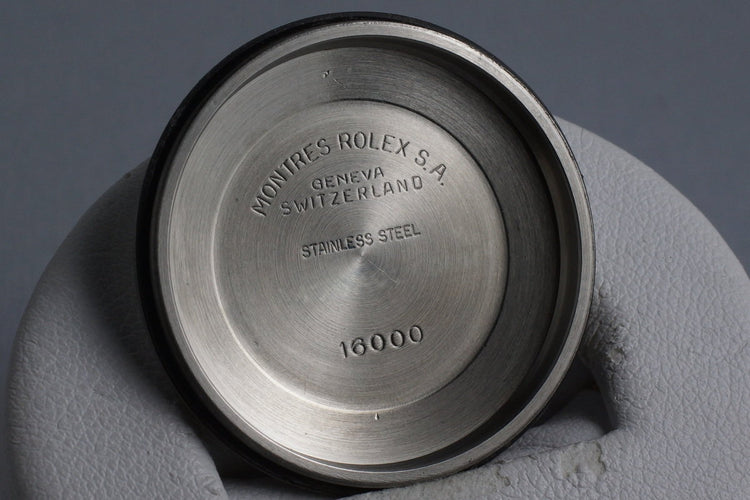 MONTRES ROLEX S.A.
GENEVA
SWITZERLAND
STAINLESS STEEL
16000